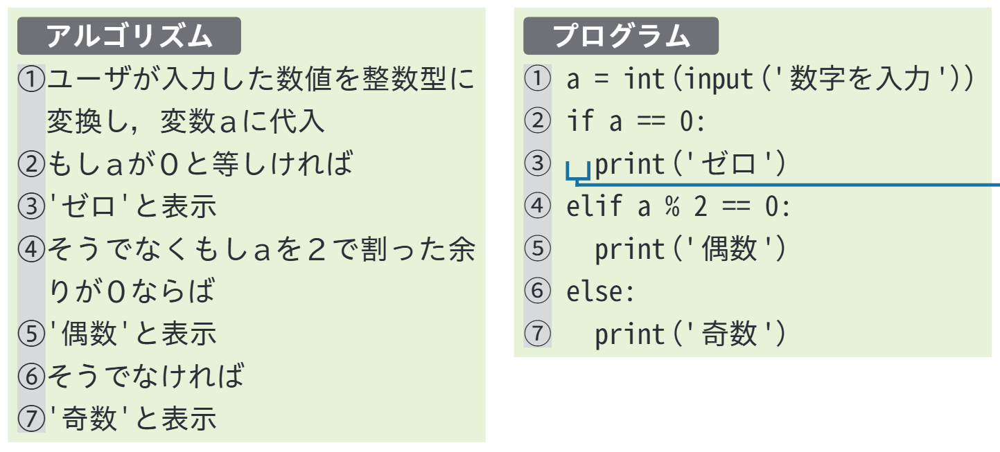 アルゴリズム
①ユーザが入力した数値を整数型に
変換し，変数ａに代入
②もしａが０と等しければ
③'ゼロ'と表示
④そうでなくもしａを２で割った余
りが０ならば
⑤'偶数'と表示
⑥そうでなければ
⑦'奇数'と表示
プログラム
① a = int(input('数字を入力'))
② if a == 0:
③   print('ゼロ')
④ elif a % 2 == 0:
⑤   print('偶数')
⑥ else:
⑦   print('奇数')